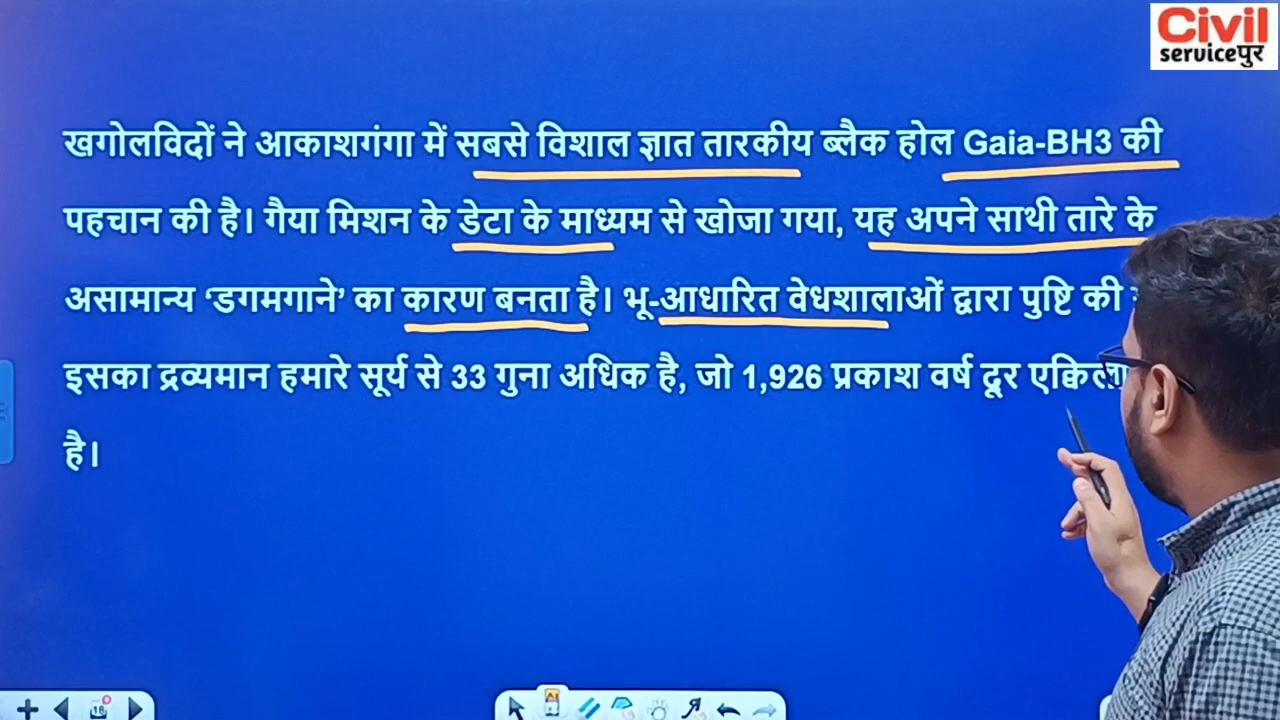 Civil
serviceपुर
खगोलविदों ने आकाशगंगा में सबसे विशाल ज्ञात तारकीय ब्लैक होल Gaia-BH3 की
पहचान की है। गैया मिशन के डेटा के माध्यम से खोजा गया, यह अपने साथी तारे के
असामान्य ‘डगमगाने’ का कारण बनता है। भू-आधारित वेधशालाओं द्वारा पुष्टि की
इसका द्रव्यमान हमारे सूर्य से 33 गुना अधिक है, जो 1,926 प्रकाश वर्ष दूर
है।
18